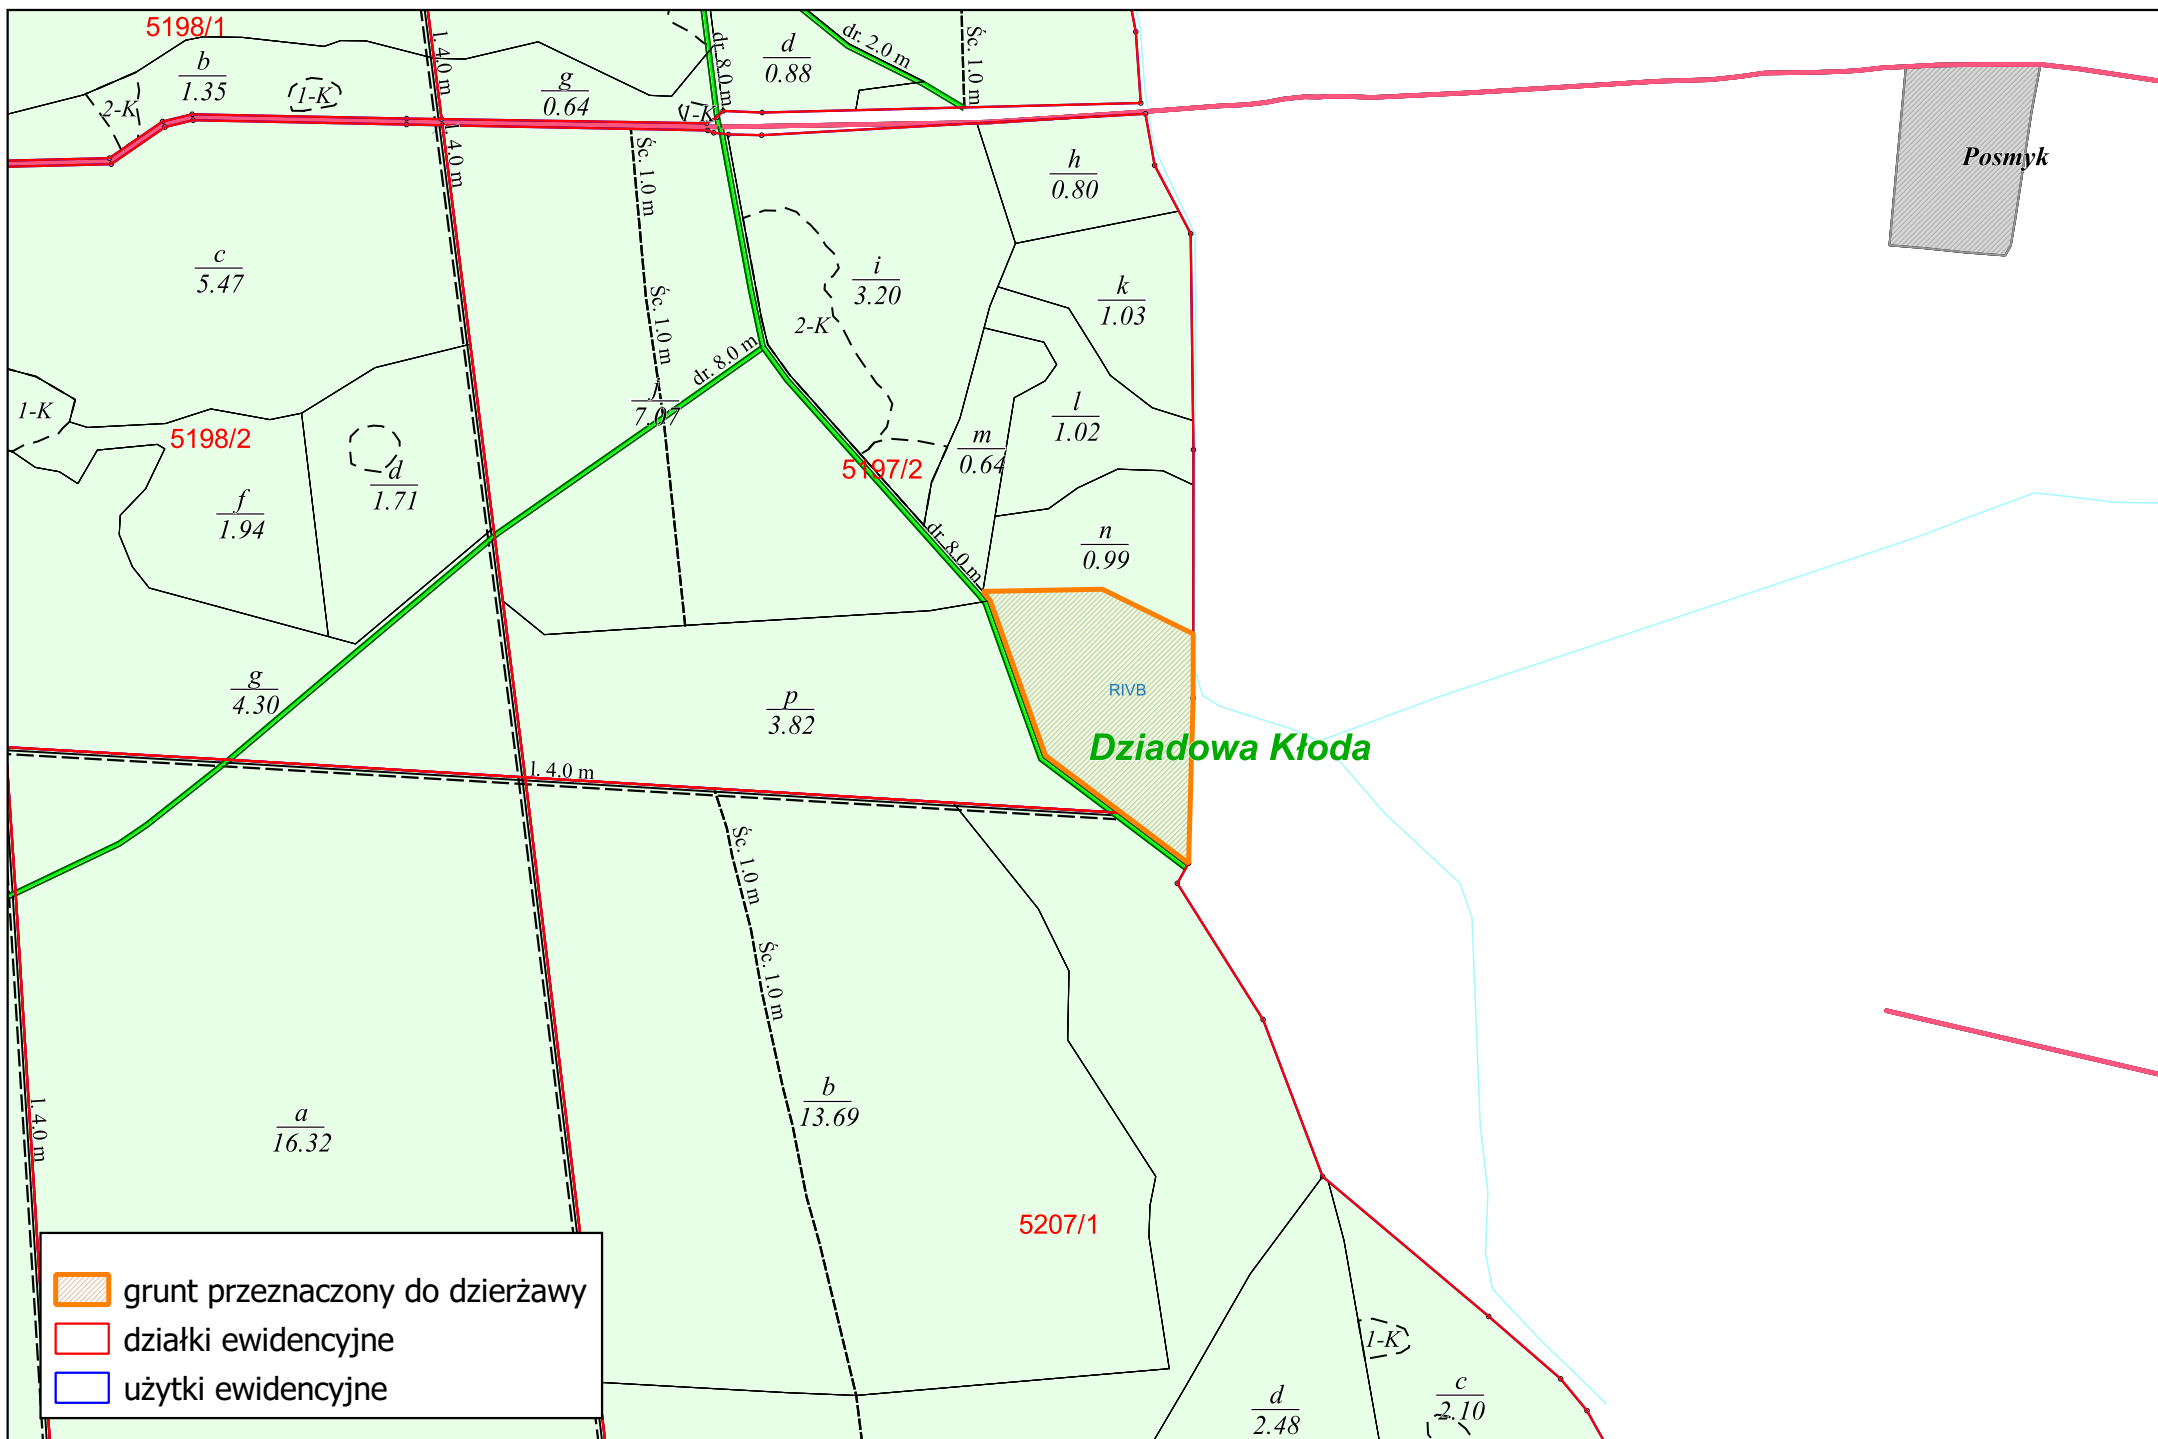 5198/1
b
1.35
2-K
1-K
l. 4.0 m
g
0.64
1-K
dr. 8.0 m
d
0.88
dr. 2.0 m
Śc. 1.0 m
Posmyk
l. 4.0 m
Śc. 1.0 m
h
0.80
c
5.47
i
3.20
k
1.03
2-K
Śc. 1.0 m
dr. 8.0 m
j
7.07
1-K
5198/2
d
1.71
f
1.94
5197/2
m
0.64
l
1.02
dr. 8.0 m
n
0.99
g
4.30
p
3.82
RIVB
Dziadowa Kłoda
l. 4.0 m
Śc. 1.0 m
Śc. 1.0 m
l. 4.0 m
a
16.32
b
13.69
5207/1
1-K
d
2.48
c
2.10
grunt przeznaczony do dzierżawy
działki ewidencyjne
użytki ewidencyjne